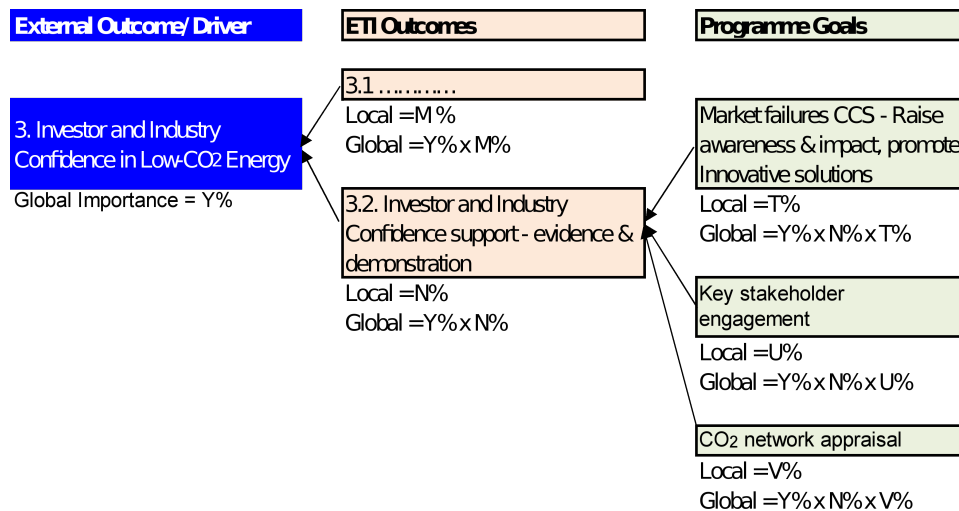 External Outcome/Driver
ETI Outcomes
Programme Goals
3. Investor and Industry
Confidence in Low-CO2 Energy
Global Importance = Y%
3.1 …………
Local = M %
Global = Y% x M%
3.2. Investor and Industry
Confidence support - evidence &
demonstration
Local = N%
Global = Y% x N%
Market failures CCS - Raise
awareness & impact, promote
Innovative solutions
Local = T%
Global = Y% x N% x T%
Key stakeholder
engagement
Local = U%
Global = Y% x N% x U%
CO2 network appraisal
Local = V%
Global = Y% x N% x V%